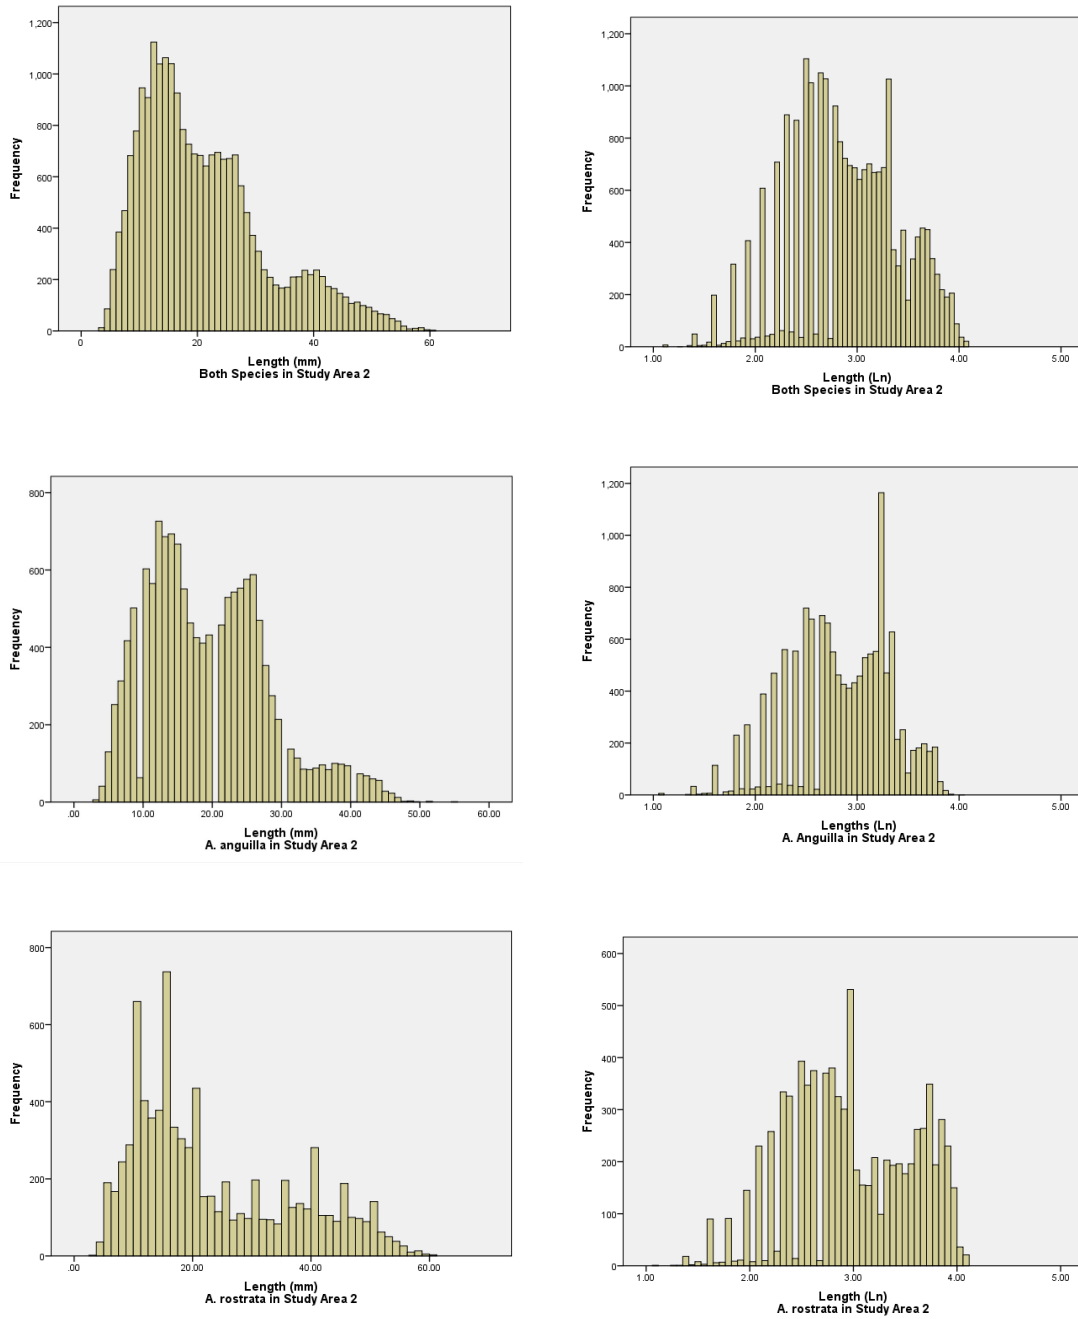 1,200
1,000
800
600
400
200
0
Frequency
0 20 40 60
Length (mm)
Both Species in Study Area 2
1,200
1,000
800
600
400
200
0
Frequency
1.00 2.00 3.00 4.00 5.00
Length (Ln)
Both Species in Study Area 2
800
600
400
200
0
Frequency
.00 10.00 20.00 30.00 40.00 50.00 60.00
Length (mm)
A. anguilla in Study Area 2
1,200
1,000
800
600
400
200
0
Frequency
1.00 2.00 3.00 4.00 5.00
Lengths (Ln)
A. Anguilla in Study Area 2
800
600
400
200
0
Frequency
.00 20.00 40.00 60.00
Length (mm)
A. rostrata in Study Area 2
600
500
400
300
200
100
0
Frequency
1.00 2.00 3.00 4.00 5.00
Length (Ln)
A. rostrata in Study Area 2